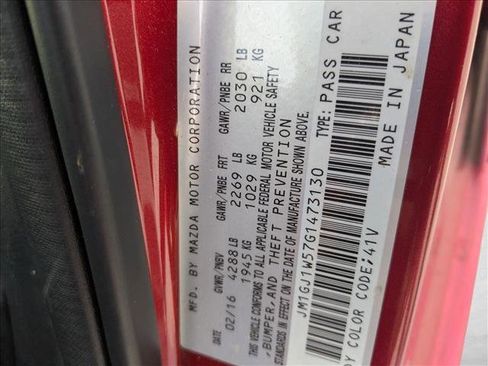 MFD. BY MAZDA MOTOR CORPORATION
DATE GVWR/PNBV GAWR/PNBE FRT GAWR/PNBE RR
02/16 4288 LB 2269 LB 2030 LB
1945 KG 1029 KG 921 KG
THIS VEHICLE CONFORMS TO ALL APPLICABLE FEDERAL MOTOR VEHICLE SAFETY
,BUMPER, AND THEFT PREVENTION
STANDARDS IN EFFECT ON THE DATE OF MANUFACTURE SHOWN ABOVE.
JM1GJ1W57G1473130 TYPE: PASS CAR
DY COLOR CODE:41V MADE IN JAPAN